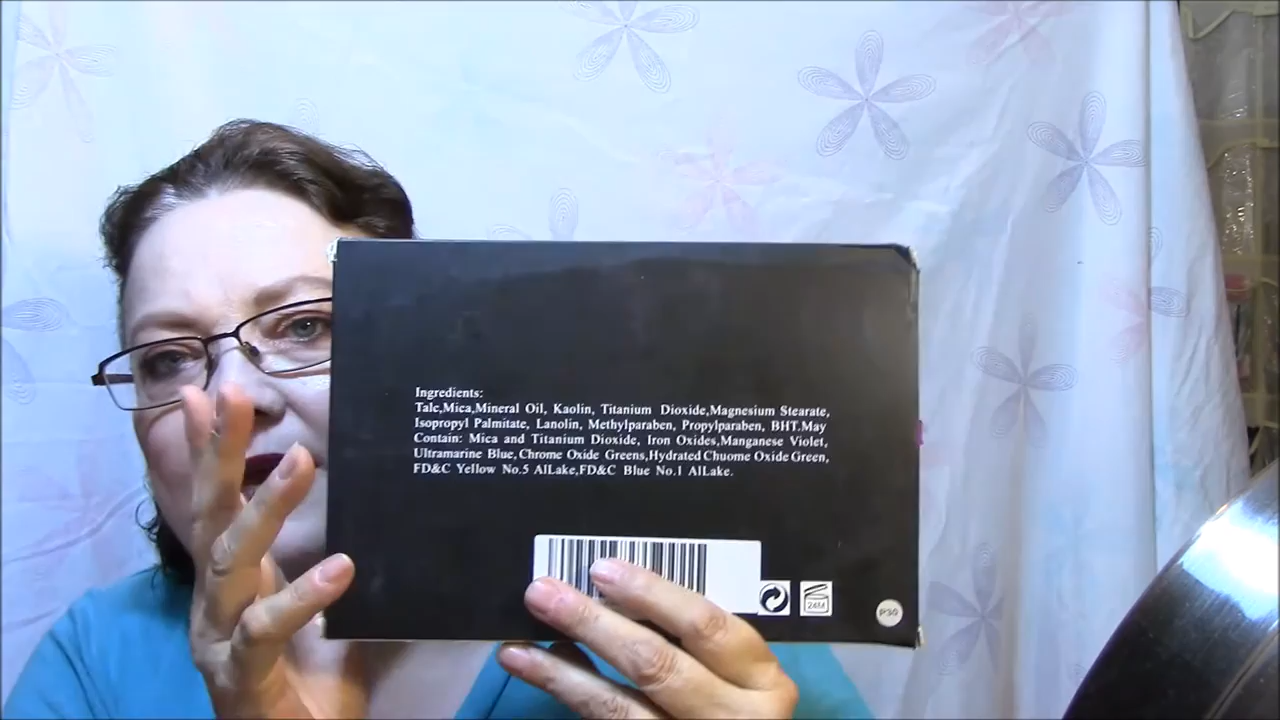 Ingredients:
Talc,Mica,Mineral Oil, Kaolin, Titanium Dioxide,Magnesium Stearate,
Isopropyl Palmitate, Lanolin, Methylparaben, Propylparaben, BHT.May
Contain: Mica and Titanium Dioxide, Iron Oxides,Manganese Violet,
Ultramarine Blue,Chrome Oxide Greens,Hydrated Chuome Oxide Green,
FD&C Yellow No.5 AlLake,FD&C Blue No.1 AlLake.
24M
P30